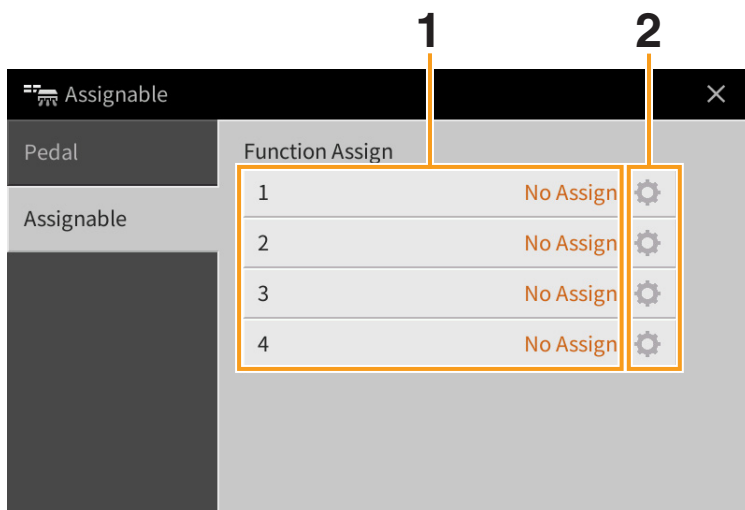 1 2
Assignable
Pedal
Function Assign
1 No Assign
Assignable
2 No Assign
3 No Assign
4 No Assign